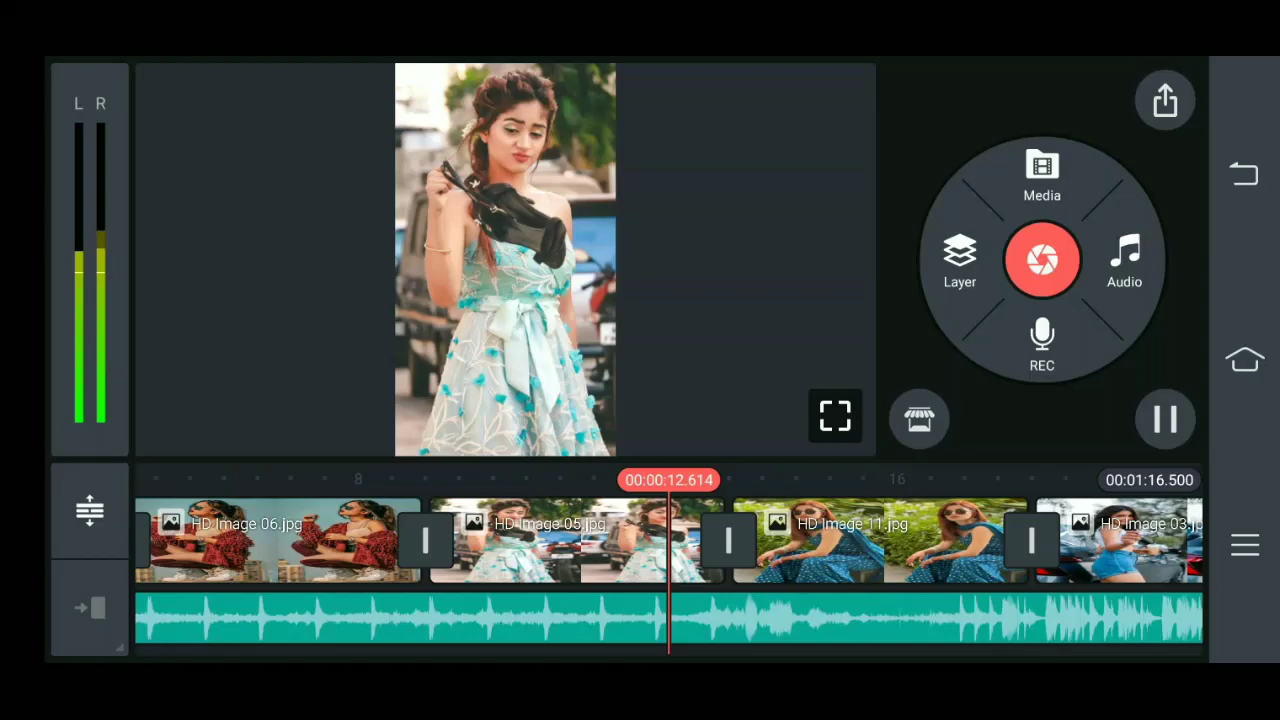 L R
Media
Layer
Audio
REC
8
00:00:12.614
16
00:01:16.500
HD Image 06.jpg
HD Image 05.jpg
HD Image 11.jpg
HD Image 03.jp